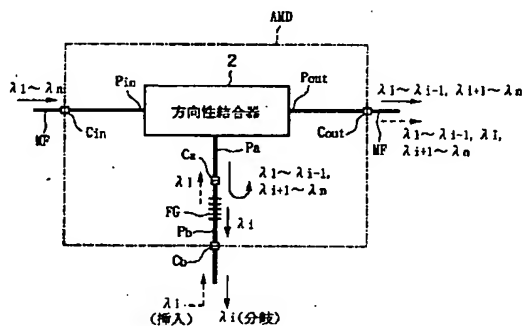 AMD
λ1〜λn
Pin
2
方向性結合器
Pout
λ1〜λi-1, λi+1〜λn
MF
Cin
Cout
MF
λ1〜λi-1, λI,
λi+1〜λn
Pa
Ca
λ1〜λi-1,
λi+1〜λn
λI
FG
λi
Pb
Cb
λI
(挿入)
λi(分岐)